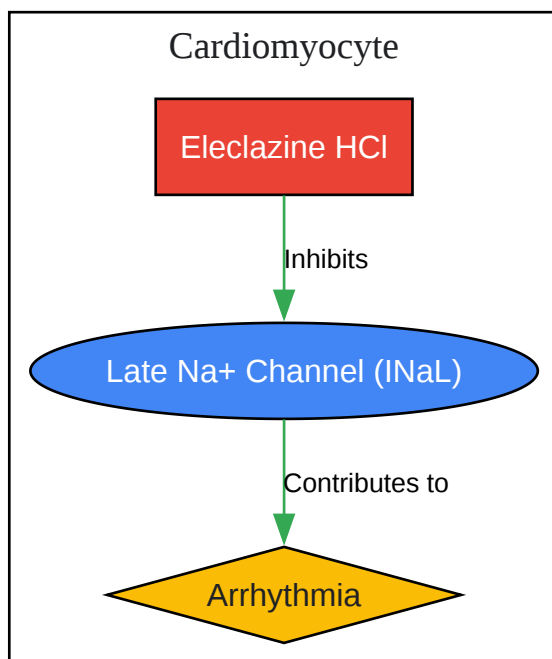 Cardiomyocyte
Eleclazine HCl
Inhibits
Late Na+ Channel (INaL)
Contributes to
Arrhythmia